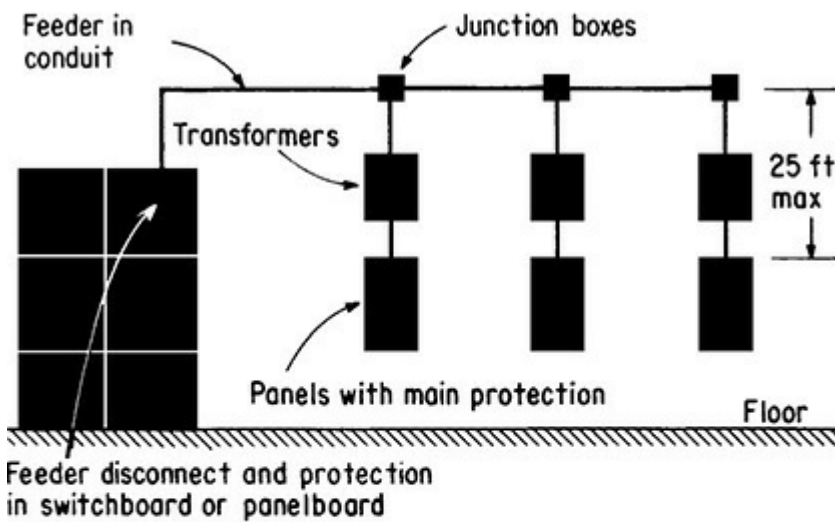 Feeder in
conduit
Junction boxes
Transformers
25 ft
max
Panels with main protection
Floor
Feeder disconnect and protection
in switchboard or panelboard